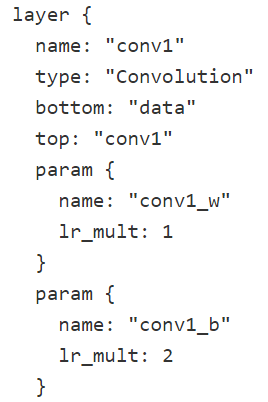 layer {
  name: "conv1"
  type: "Convolution"
  bottom: "data"
  top: "conv1"
  param {
    name: "conv1_w"
    lr_mult: 1
  }
  param {
    name: "conv1_b"
    lr_mult: 2
  }